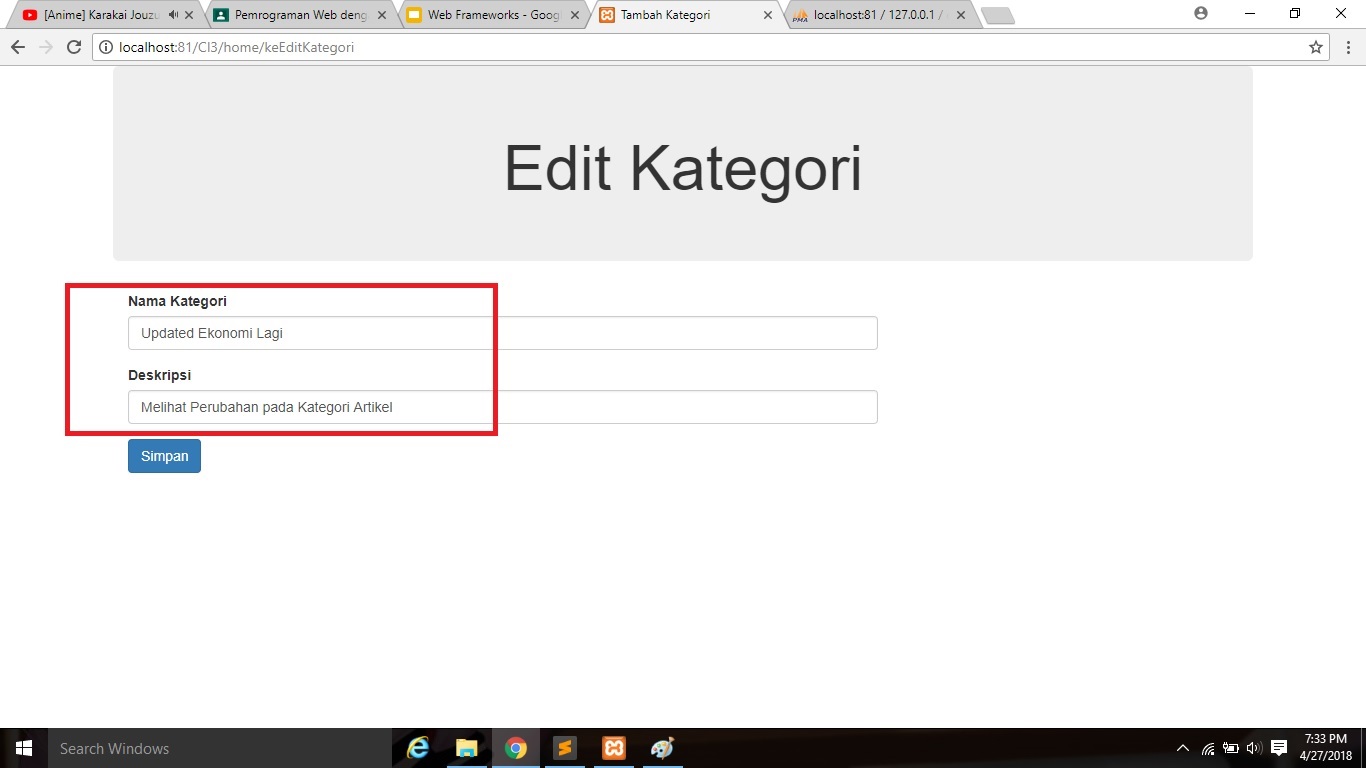 [Anime] Karakai Jouzu
Pemrograman Web deng
Web Frameworks - Goog
Tambah Kategori
localhost:81 / 127.0.0.1 /
localhost:81/CI3/home/keEditKategori
Edit Kategori
Nama Kategori
Updated Ekonomi Lagi
Deskripsi
Melihat Perubahan pada Kategori Artikel
Simpan
Search Windows
7:33 PM
4/27/2018